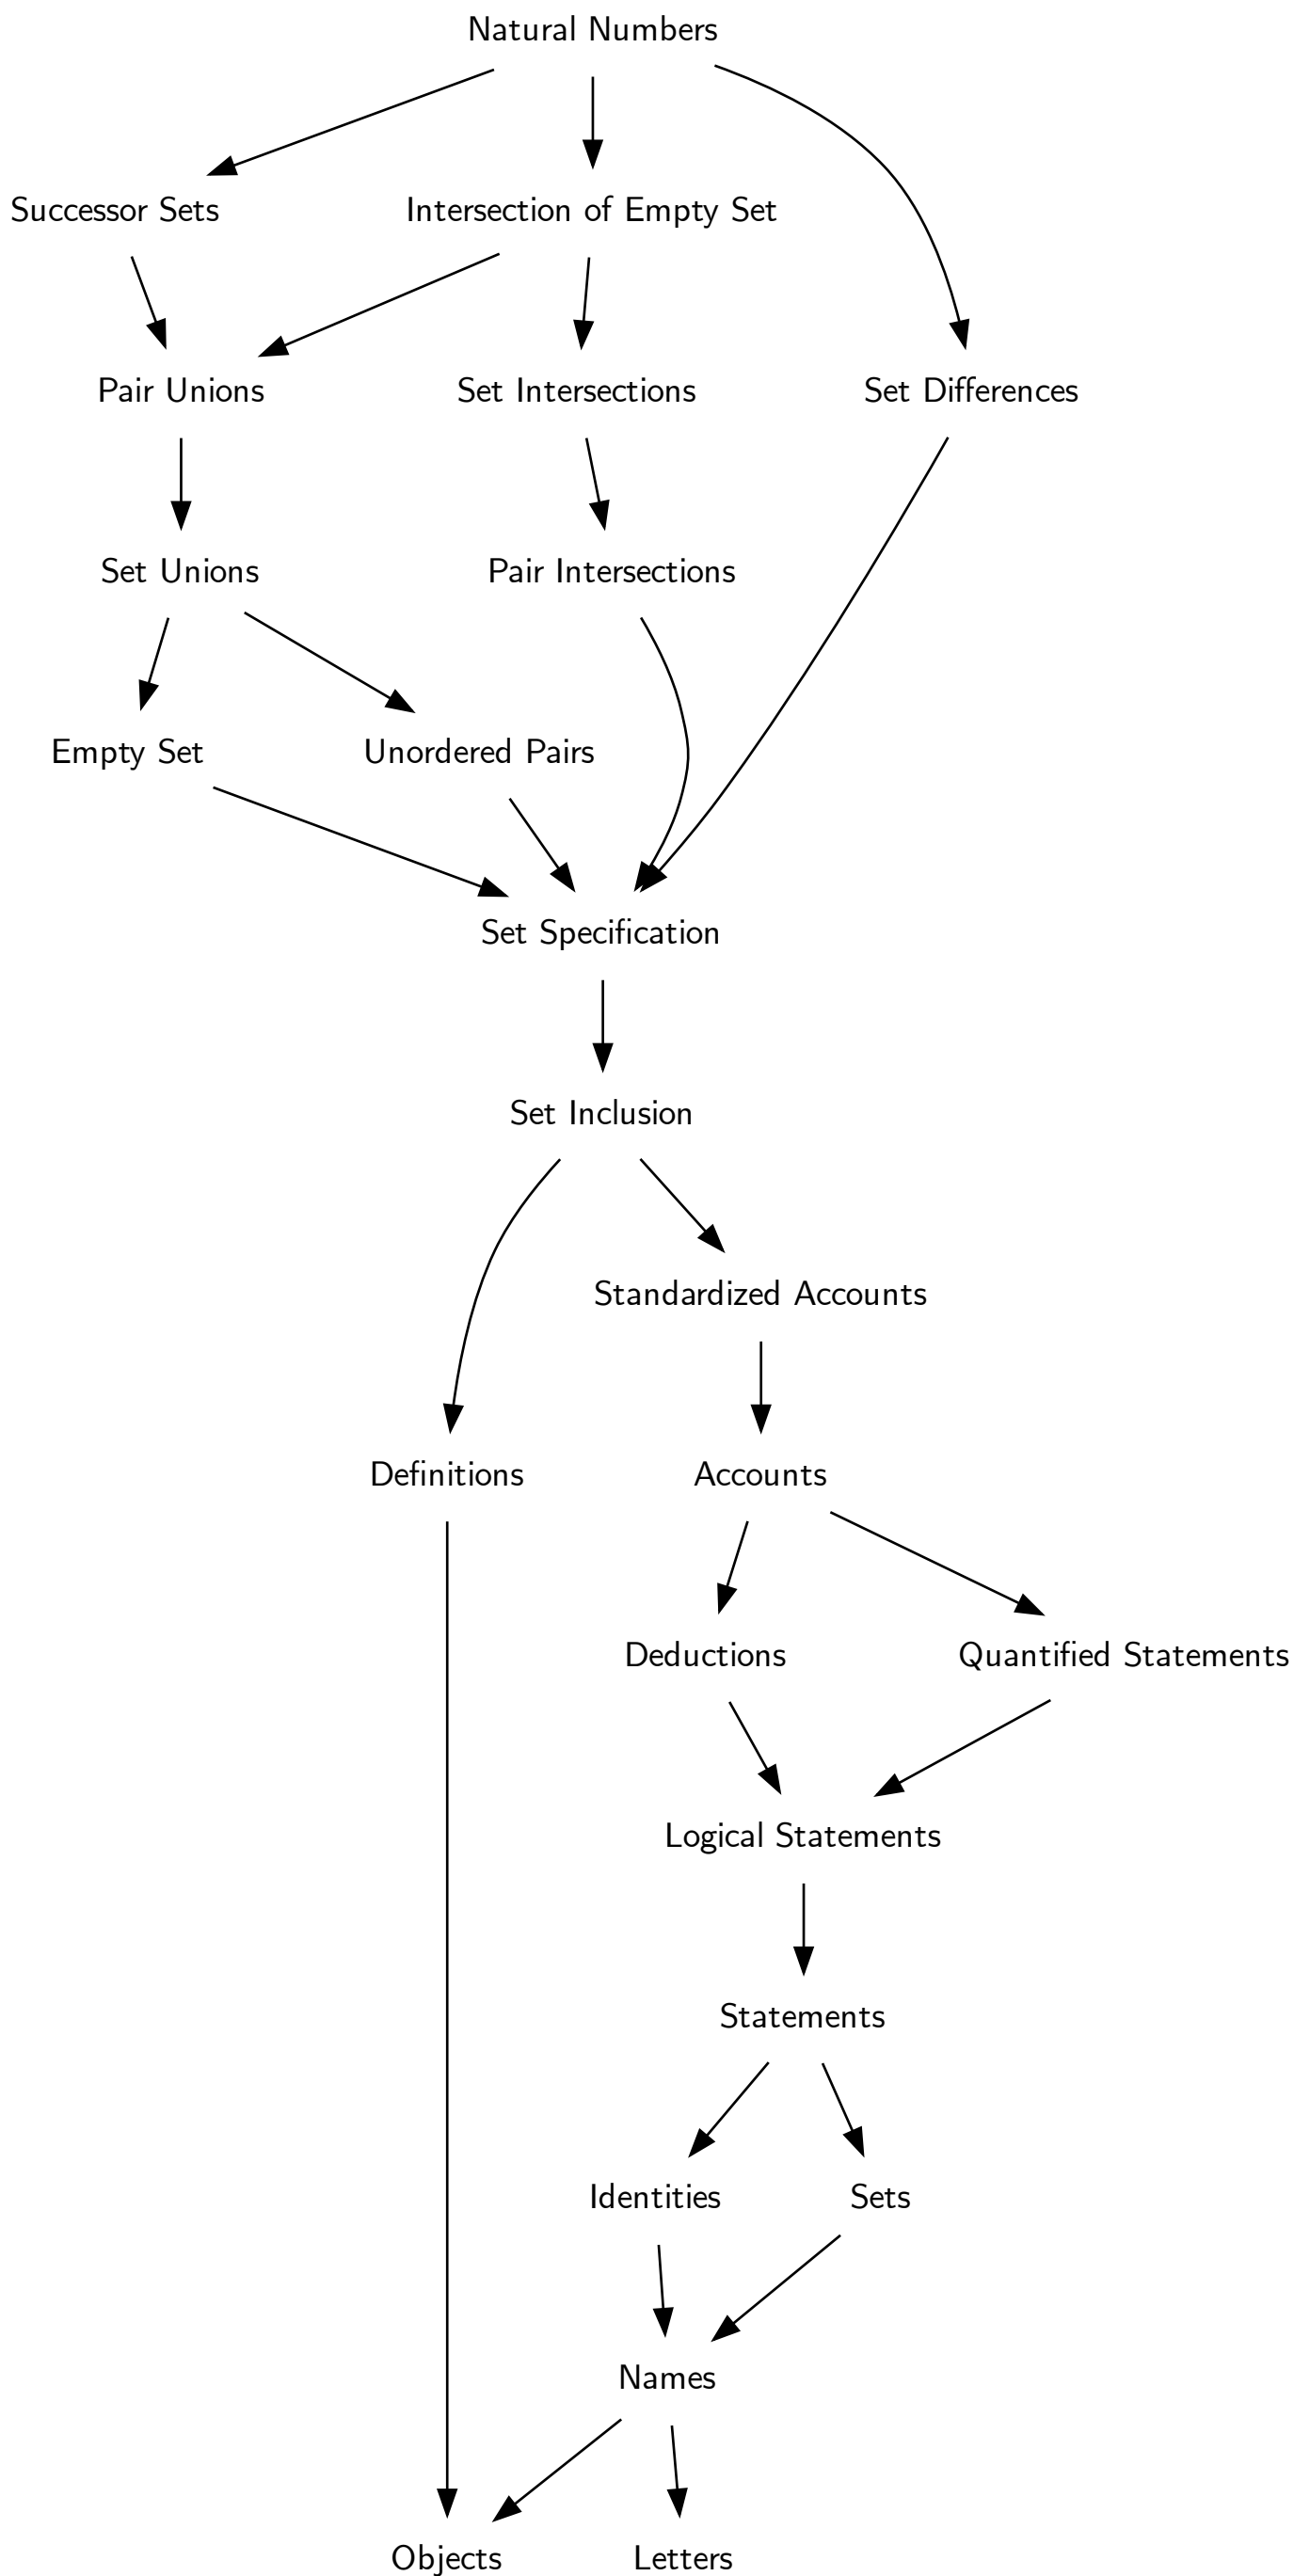 Natural Numbers
Successor Sets
Intersection of Empty Set
Pair Unions
Set Intersections
Set Differences
Set Unions
Pair Intersections
Empty Set
Unordered Pairs
Set Specification
Set Inclusion
Standardized Accounts
Definitions
Accounts
Deductions
Quantified Statements
Logical Statements
Statements
Identities
Sets
Names
Objects
Letters